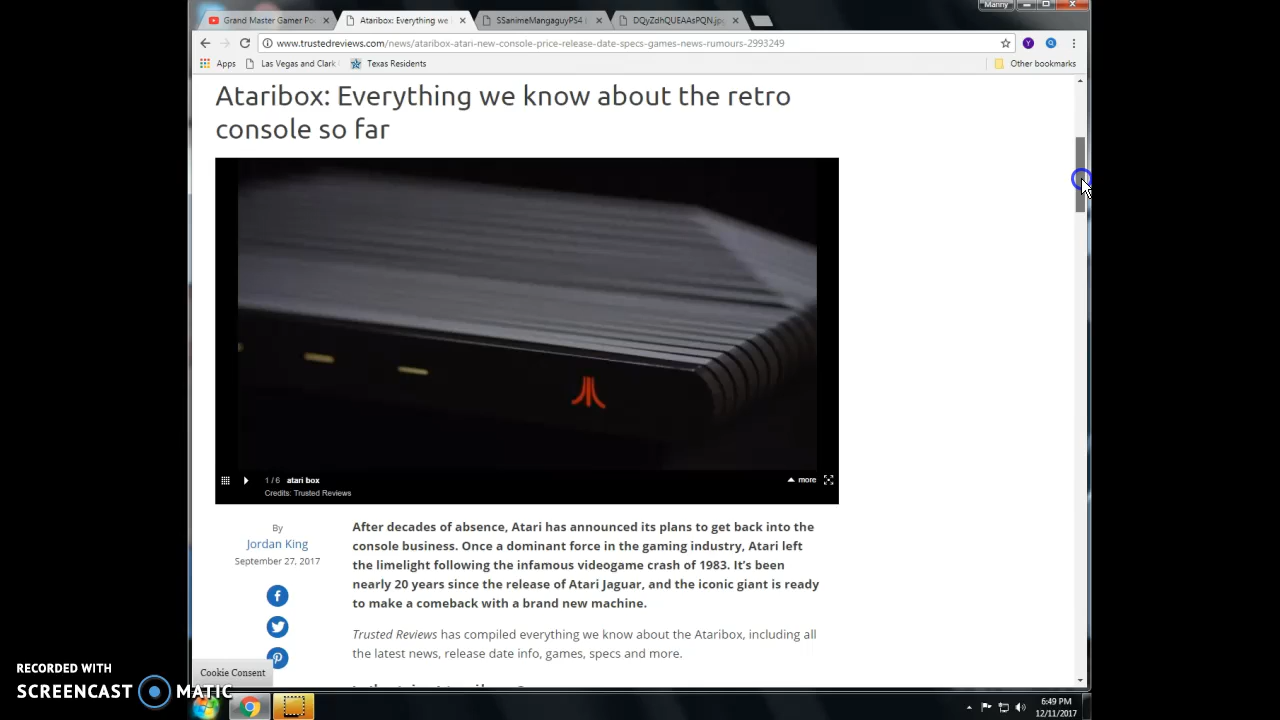 Manny
Grand Master Gamer Po
Ataribox: Everything we
SSanimeMangaguyPS4
DQyZdhQUEAAsPQN.jp
www.trustedreviews.com/news/ataribox-atari-new-console-price-release-date-specs-games-news-rumours-2993249
Apps
Las Vegas and Clark
Texas Residents
Other bookmarks
Ataribox: Everything we know about the retro
console so far
1 / 6 atari box
more
Credits: Trusted Reviews
By
Jordan King
September 27, 2017
After decades of absence, Atari has announced its plans to get back into the
console business. Once a dominant force in the gaming industry, Atari left
the limelight following the infamous videogame crash of 1983. It's been
nearly 20 years since the release of Atari Jaguar, and the iconic giant is ready
to make a comeback with a brand new machine.
Trusted Reviews has compiled everything we know about the Ataribox, including all
the latest news, release date info, games, specs and more.
Cookie Consent
RECORDED WITH
SCREENCAST MATIC
6:49 PM
12/11/2017